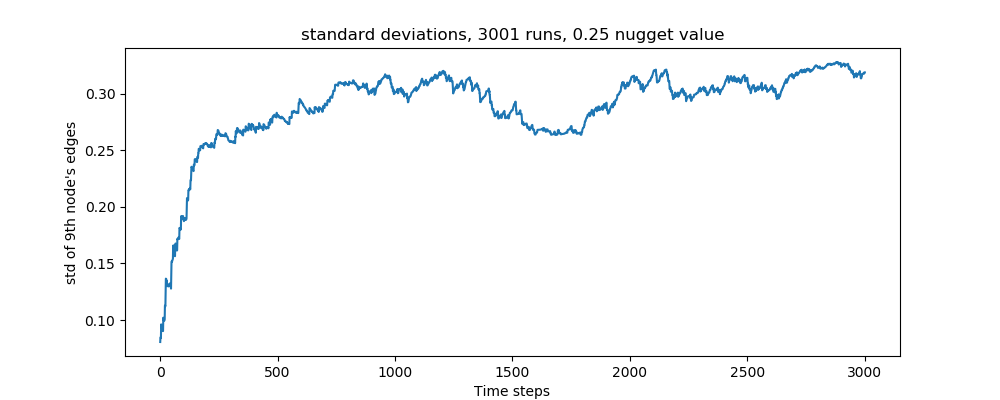 standard deviations, 3001 runs, 0.25 nugget value
std of 9th node's edges
0.30
0.25
0.20
0.15
0.10
0 500 1000 1500 2000 2500 3000
Time steps